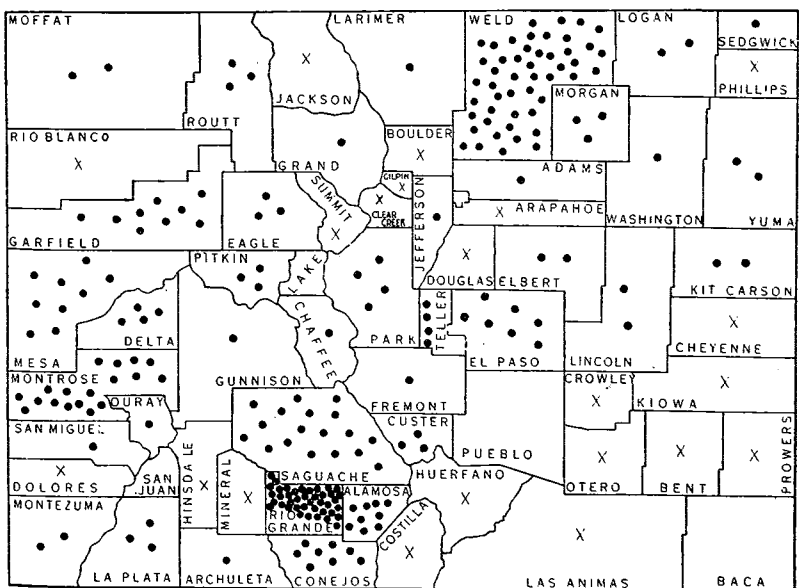 MOFFAT
LARIMER
WELD
LOGAN
SEDGWICK
PHILLIPS
JACKSON
ROUTT
MORGAN
RIO BLANCO
BOULDER
GRAND
GILPIN
ADAMS
SUMMIT
CLEAR
CREEK
JEFFERSON
ARAPAHOE
WASHINGTON
YUMA
GARFIELD
EAGLE
PITKIN
LAKE
DOUGLAS
ELBERT
KIT CARSON
CHAFFEE
PARK
TELLER
DELTA
MESA
EL PASO
LINCOLN
CHEYENNE
MONTROSE
GUNNISON
CROWLEY
OURAY
FREMONT
KIOWA
SAN MIGUEL
CUSTER
PUEBLO
PROWERS
HINSDALE
MINERAL
SAGUACHE
HUERFANO
DOLORES
SAN
JUAN
OTERO
BENT
MONTEZUMA
RIO
GRANDE
ALAMOSA
COSTILLA
LA PLATA
ARCHULETA
CONEJOS
LAS ANIMAS
BACA